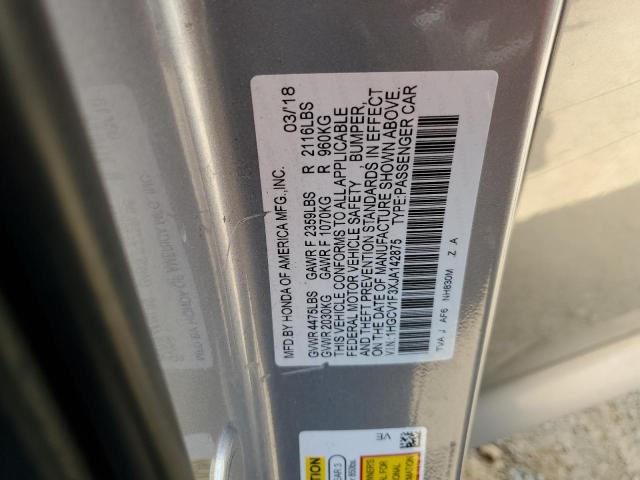 MFD.BY HONDA OF AMERICA MFG.,INC. 03/'18
GVWR 4475LBS GAWR F 2359LBS R 2116LBS
GVWR 2030KG GAWR F 1070KG R 960KG
THIS VEHICLE CONFORMS TO ALL APPLICABLE
FEDERAL MOTOR VEHICLE SAFETY BUMPER,
AND THEFT PREVENTION STANDARDS IN EFFECT
ON THE DATE OF MANUFACTURE SHOWN ABOVE.
V.I.N.:1HGCV1F3XJA142875 TYPE:PASSENGER CAR
TVA J AF6 NH830M Z A
VE